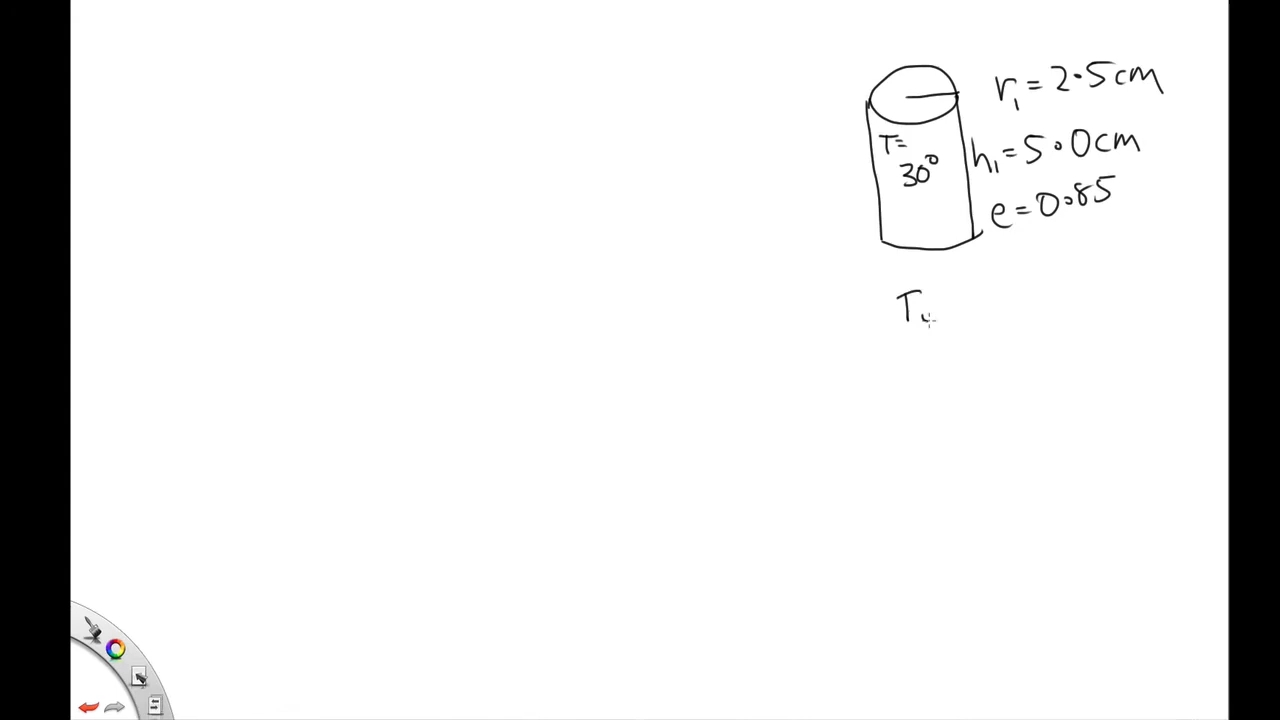 r₁ = 2.5cm
T=
30°
h₁ = 5.0cm
e = 0.85
T